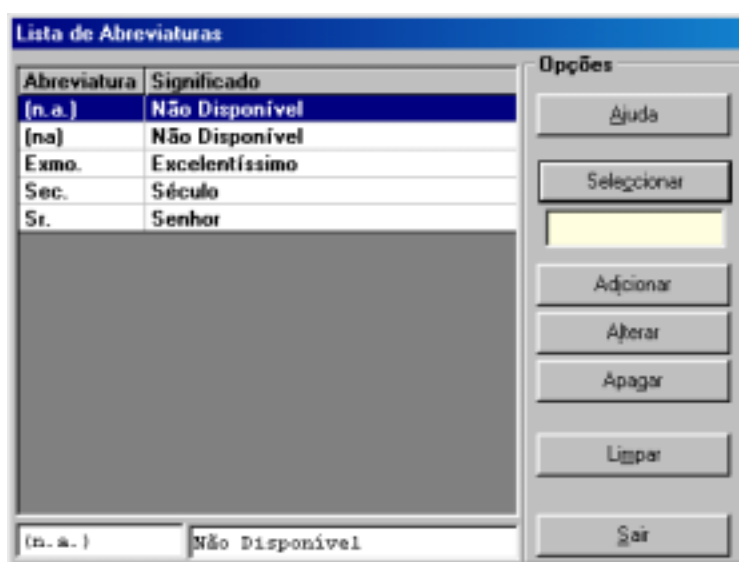 Lista de Abreviaturas
Abreviatura Significado
(n.a.) Não Disponível
(na) Não Disponível
Exmo. Excelentíssimo
Sec. Século
Sr. Senhor
(n.a.) Não Disponível
Opções
Ajuda
Seleccionar
Adicionar
Alterar
Apagar
Limpar
Sair